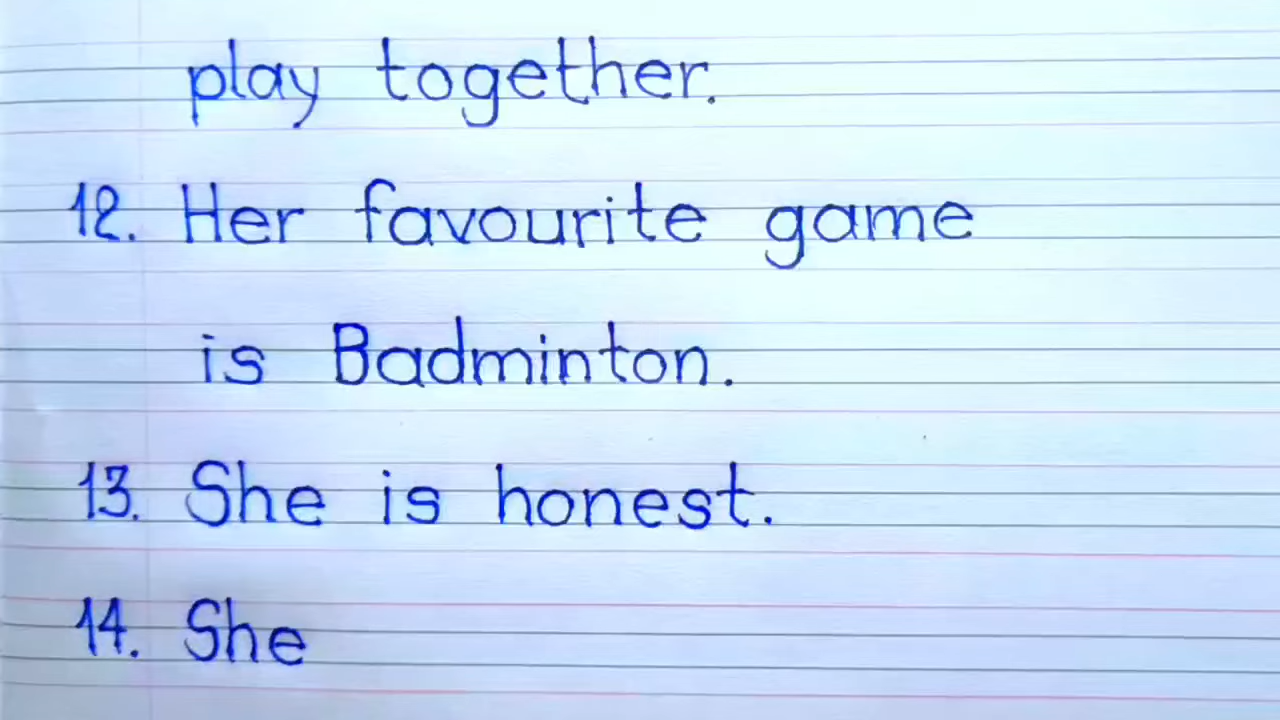 play together.
12. Her favourite game
is Badminton.
13. She is honest.
14. She